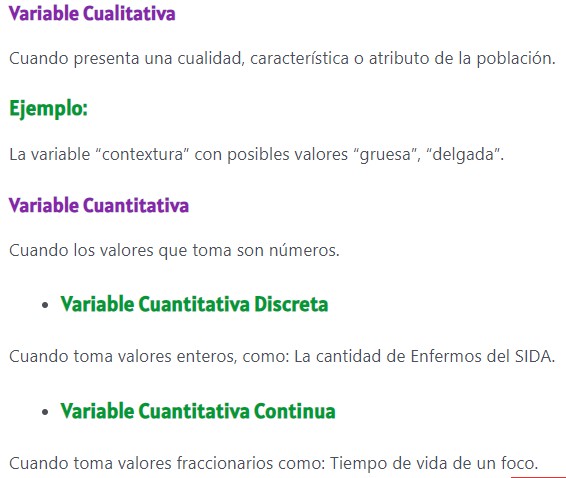 Variable Cualitativa
Cuando presenta una cualidad, característica o atributo de la población.
Ejemplo:
La variable “contextura” con posibles valores “gruesa”, “delgada”.
Variable Cuantitativa
Cuando los valores que toma son números.
• Variable Cuantitativa Discreta
Cuando toma valores enteros, como: La cantidad de Enfermos del SIDA.
• Variable Cuantitativa Continua
Cuando toma valores fraccionarios como: Tiempo de vida de un foco.